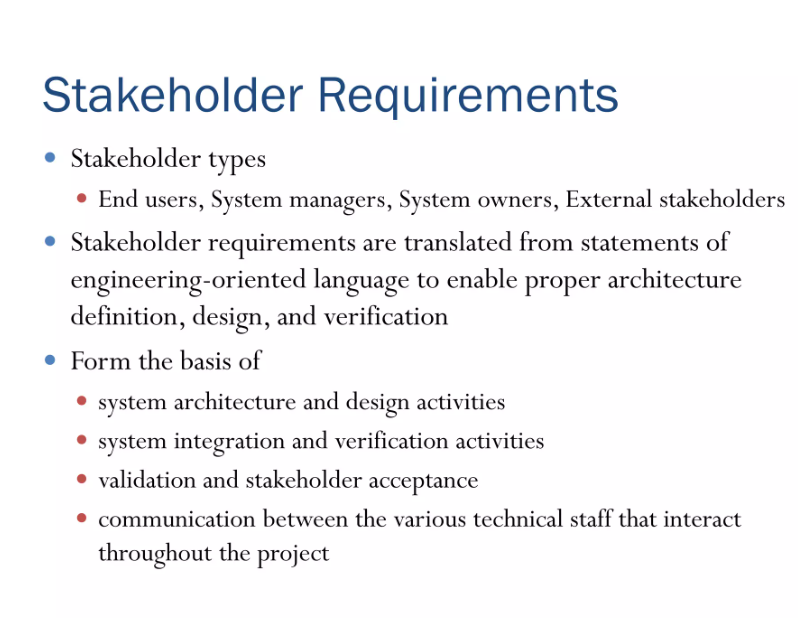 Stakeholder Requirements
Stakeholder types
End users, System managers, System owners, External stakeholders
Stakeholder requirements are translated from statements of
engineering-oriented language to enable proper architecture
definition, design, and verification
Form the basis of
system architecture and design activities
system integration and verification activities
validation and stakeholder acceptance
communication between the various technical staff that interact
throughout the project